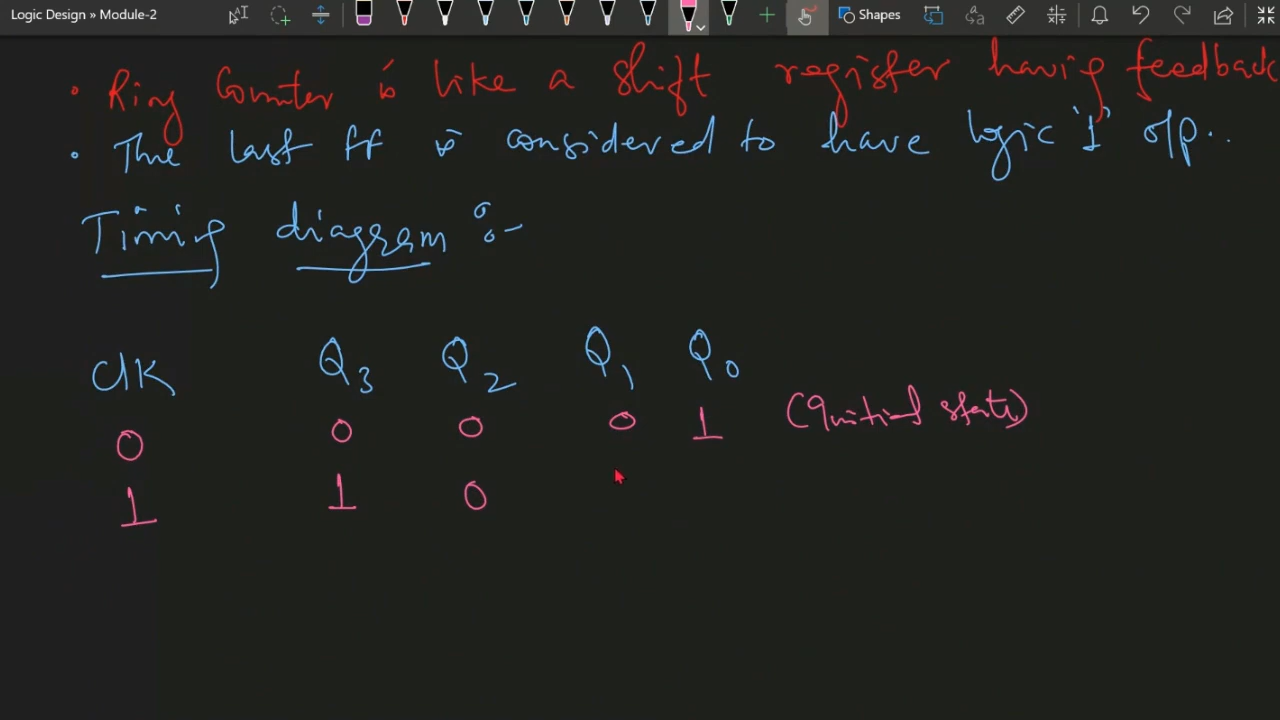 Logic Design » Module-2
Shapes
• Ring Counter is like a shift register having feedback
• The last ff is considered to have logic '1' o/p..
Timing diagram :-
Clk Q3 Q2 Q1 Q0
0 0 0 0 1 (Initial state)
1 1 0